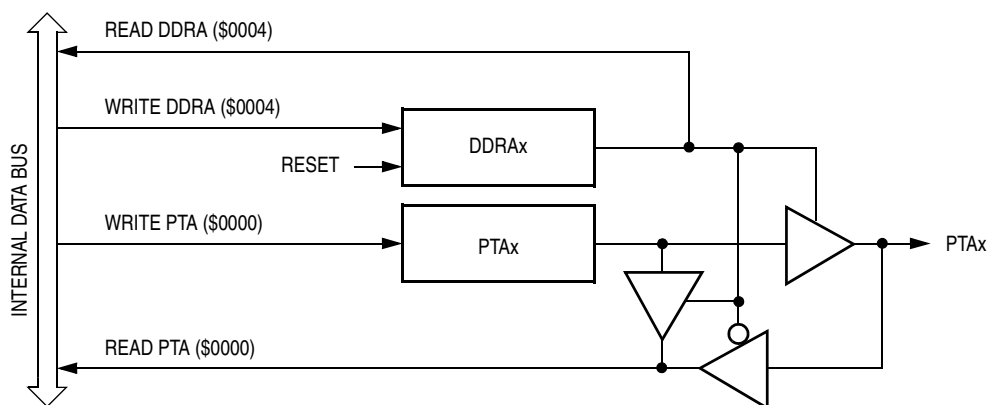 READ DDRA ($0004)
WRITE DDRA ($0004)
DDRAx
RESET
INTERNAL DATA BUS
WRITE PTA ($0000)
PTAx
PTAx
READ PTA ($0000)